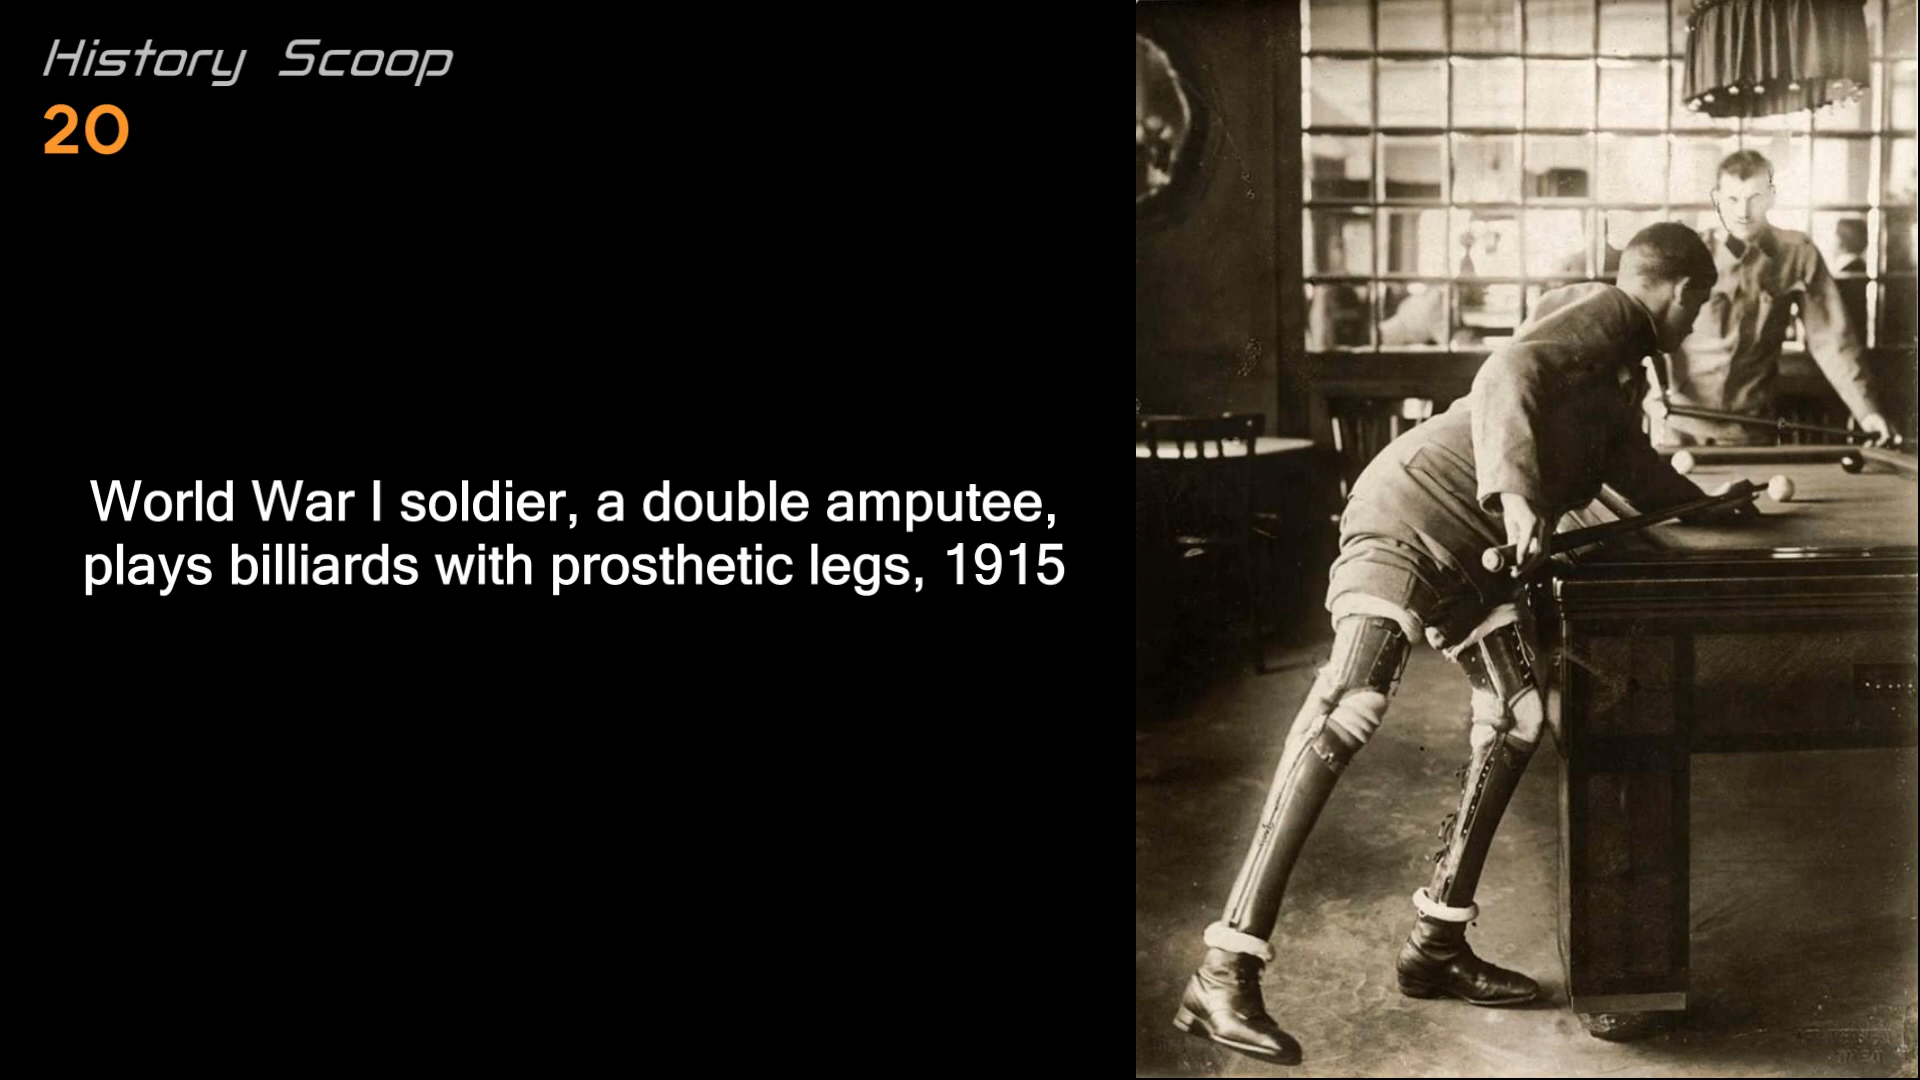 History Scoop
20
World War I soldier, a double amputee,
plays billiards with prosthetic legs, 1915